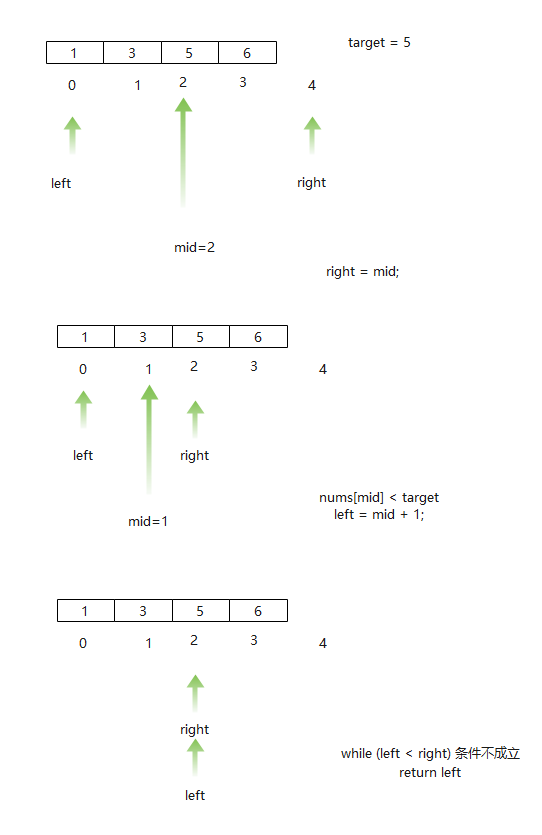 target = 5
1 3 5 6
0 1 2 3 4
left right
mid=2
right = mid;
1 3 5 6
0 1 2 3 4
left right
nums[mid] < target
left = mid + 1;
mid=1
1 3 5 6
0 1 2 3 4
right
while (left < right) 条件不成立
return left
left